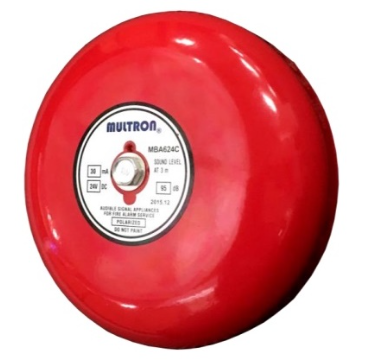 MULTRON®
MBA624C
SOUND LEVEL
30 mA AT 3 m
24V DC 95 dB
2015.12
AUDIBLE SIGNAL APPLIANCES
FOR FIRE ALARM SERVICE
POLARIZED
DO NOT PAINT